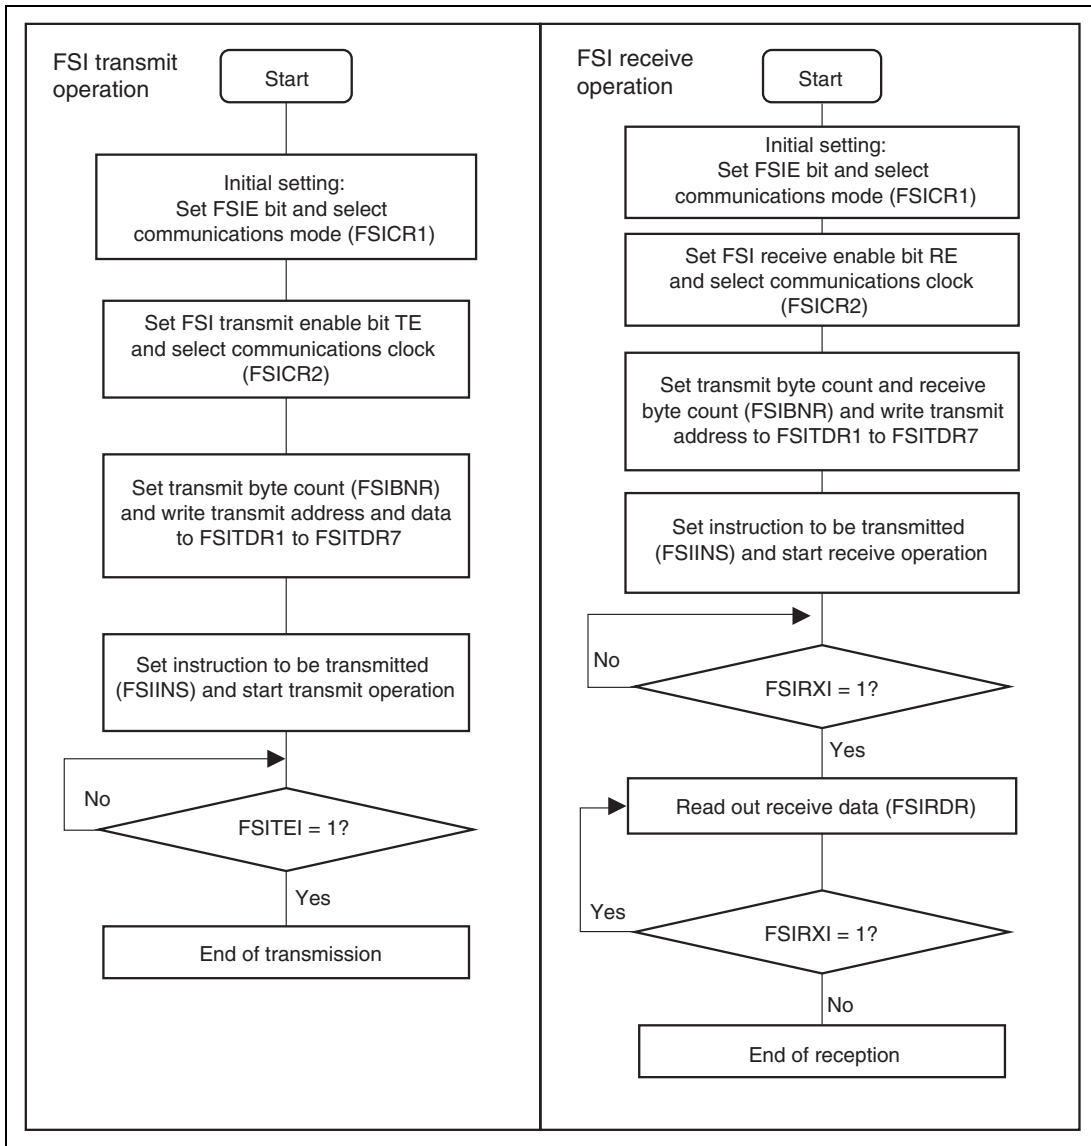 FSI transmit
operation
Start
Initial setting:
Set FSIE bit and select
communications mode (FSICR1)
Set FSI transmit enable bit TE
and select communications clock
(FSICR2)
Set transmit byte count (FSIBNR)
and write transmit address and data
to FSITDR1 to FSITDR7
Set instruction to be transmitted
(FSIINS) and start transmit operation
No
FSITEI = 1?
Yes
End of transmission
FSI receive
operation
Start
Initial setting:
Set FSIE bit and select
communications mode (FSICR1)
Set FSI receive enable bit RE
and select communications clock
(FSICR2)
Set transmit byte count and receive
byte count (FSIBNR) and write transmit
address to FSITDR1 to FSITDR7
Set instruction to be transmitted
(FSIINS) and start receive operation
No
FSIRXI = 1?
Yes
Read out receive data (FSIRDR)
Yes
FSIRXI = 1?
No
End of reception